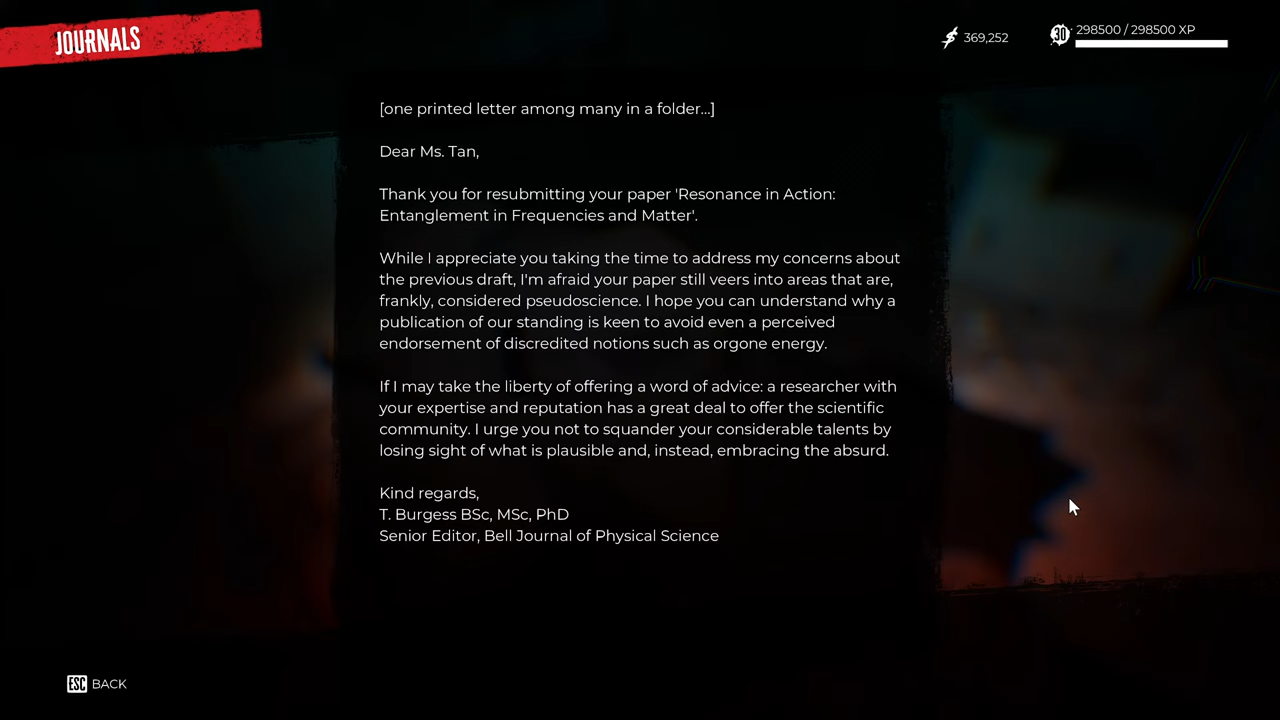 JOURNALS
369,252
30
298500 / 298500 XP
[one printed letter among many in a folder...]
Dear Ms. Tan,
Thank you for resubmitting your paper 'Resonance in Action:
Entanglement in Frequencies and Matter'.
While I appreciate you taking the time to address my concerns about
the previous draft, I'm afraid your paper still veers into areas that are,
frankly, considered pseudoscience. I hope you can understand why a
publication of our standing is keen to avoid even a perceived
endorsement of discredited notions such as orgone energy.
If I may take the liberty of offering a word of advice: a researcher with
your expertise and reputation has a great deal to offer the scientific
community. I urge you not to squander your considerable talents by
losing sight of what is plausible and, instead, embracing the absurd.
Kind regards,
T. Burgess BSc, MSc, PhD
Senior Editor, Bell Journal of Physical Science
ESC BACK